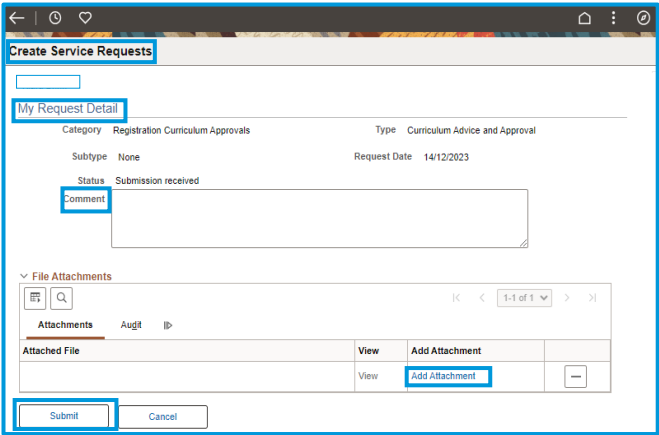 Create Service Requests
My Request Detail
Category Registration Curriculum Approvals Type Curriculum Advice and Approval
Subtype None Request Date 14/12/2023
Status Submission received
Comment
File Attachments
1-1 of 1
Attachments Audit
Attached File View Add Attachment
View Add Attachment
Submit Cancel